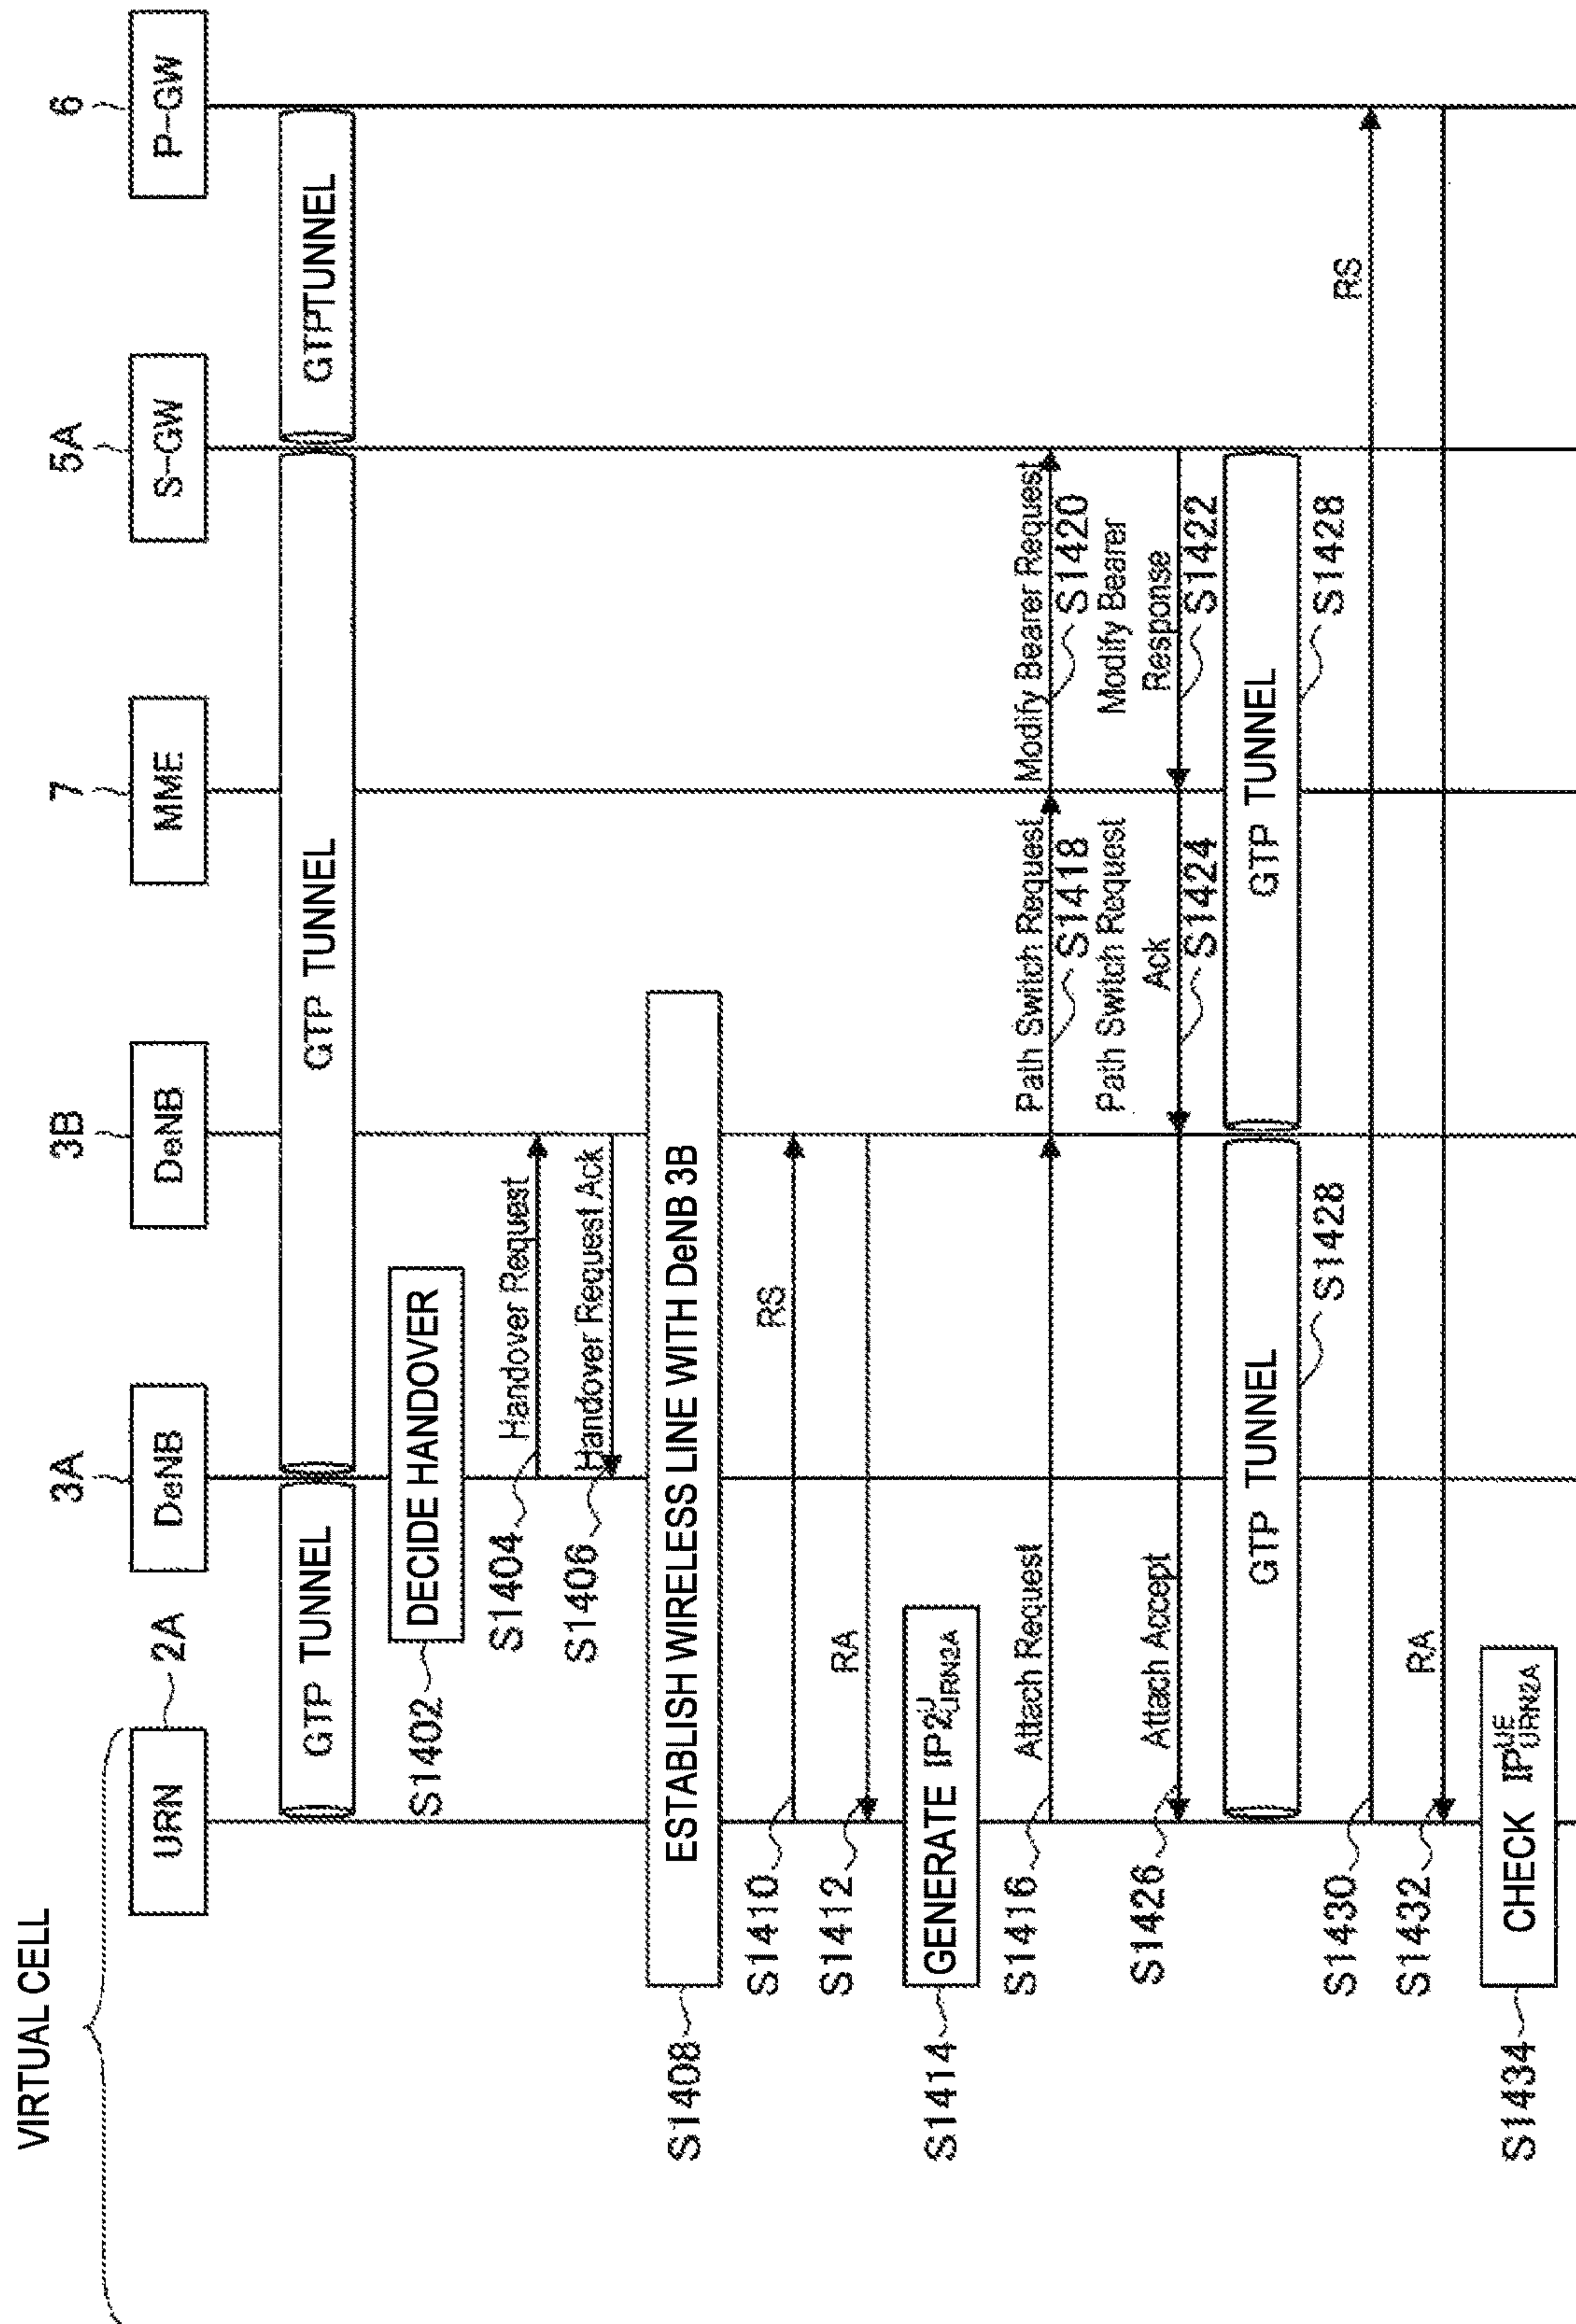 VIRTUAL CELL
2A
3A
3B
7
5A
6
URN
DeNB
DeNB
MME
S-GW
P-GW
GTP TUNNEL
GTP TUNNEL
GTPTUNNEL
S1402
DECIDE HANDOVER
S1404
Handover Request
S1406
Handover Request Ack
S1408
ESTABLISH WIRELESS LINE WITH DeNB 3B
S1410
RS
S1412
RA
S1414
GENERATE IP2^U_URN2A
S1416
Attach Request
Path Switch Request
S1418
Modify Bearer Request
S1420
Modify Bearer
Response
S1422
Path Switch Request
Ack
S1424
S1426
Attach Accept
GTP TUNNEL
S1428
GTP TUNNEL
S1428
S1430
RS
S1432
RA
S1434
CHECK IP^UE_URN2A